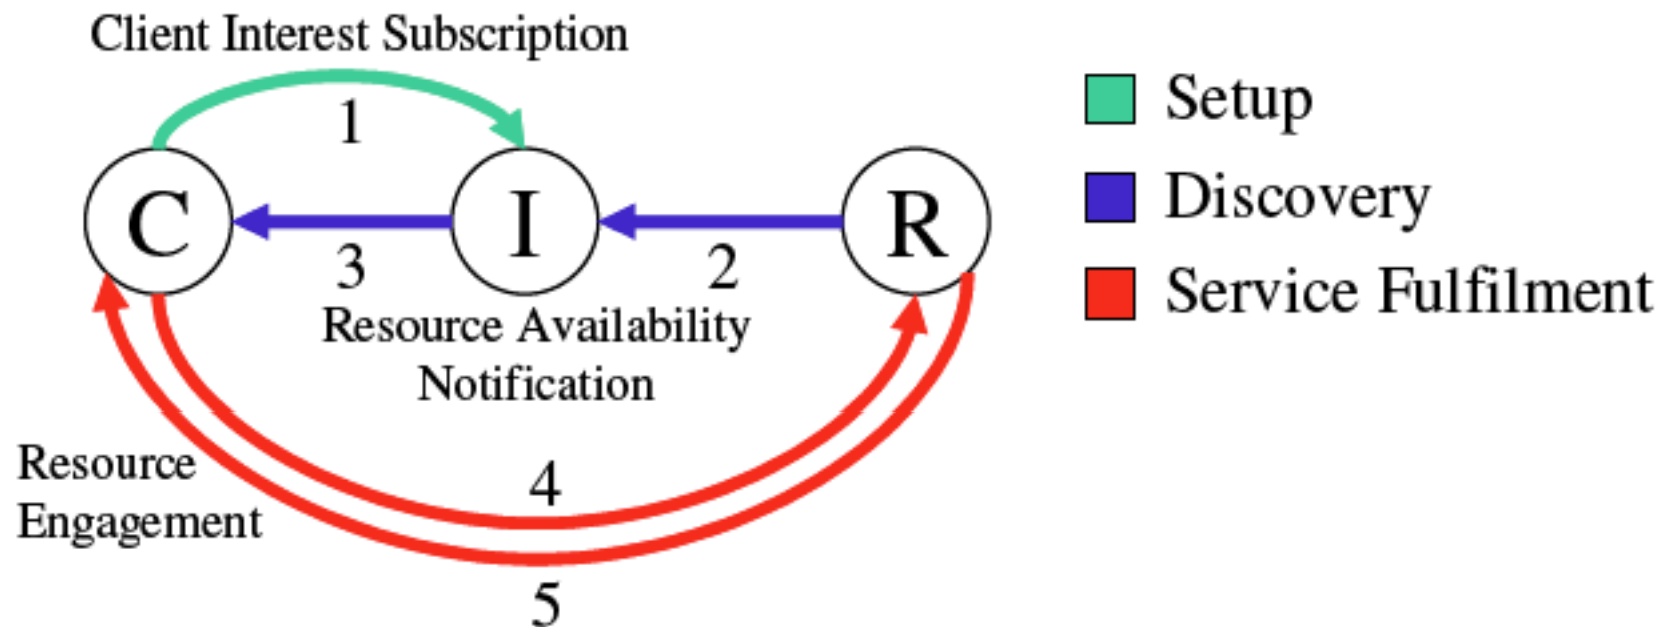 Client Interest Subscription
1
C
I
R
3
2
Resource Availability
Notification
Resource
Engagement
4
5
Setup
Discovery
Service Fulfilment